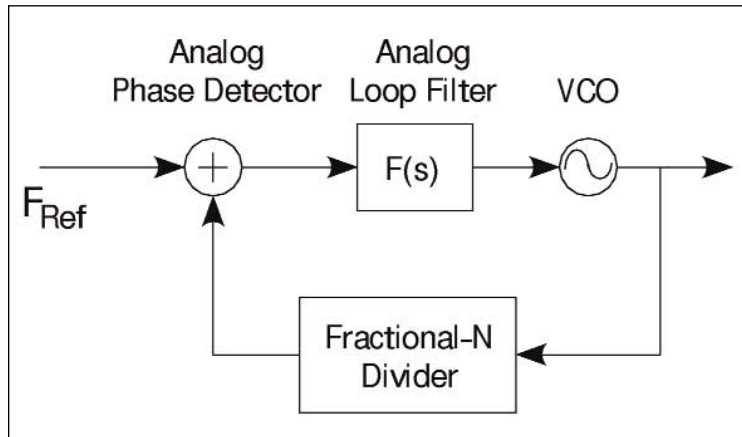 Analog
Phase Detector
Analog
Loop Filter
VCO
F(s)
FRef
Fractional-N
Divider